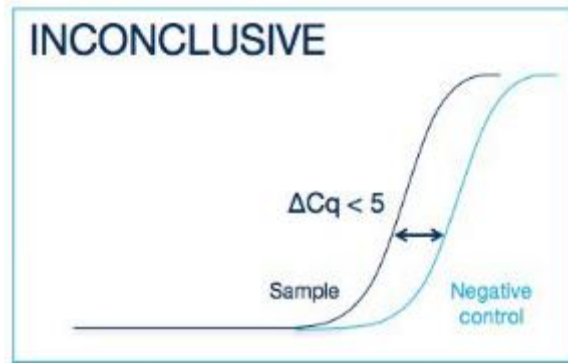 INCONCLUSIVE
ΔCq < 5
Sample
Negative
control